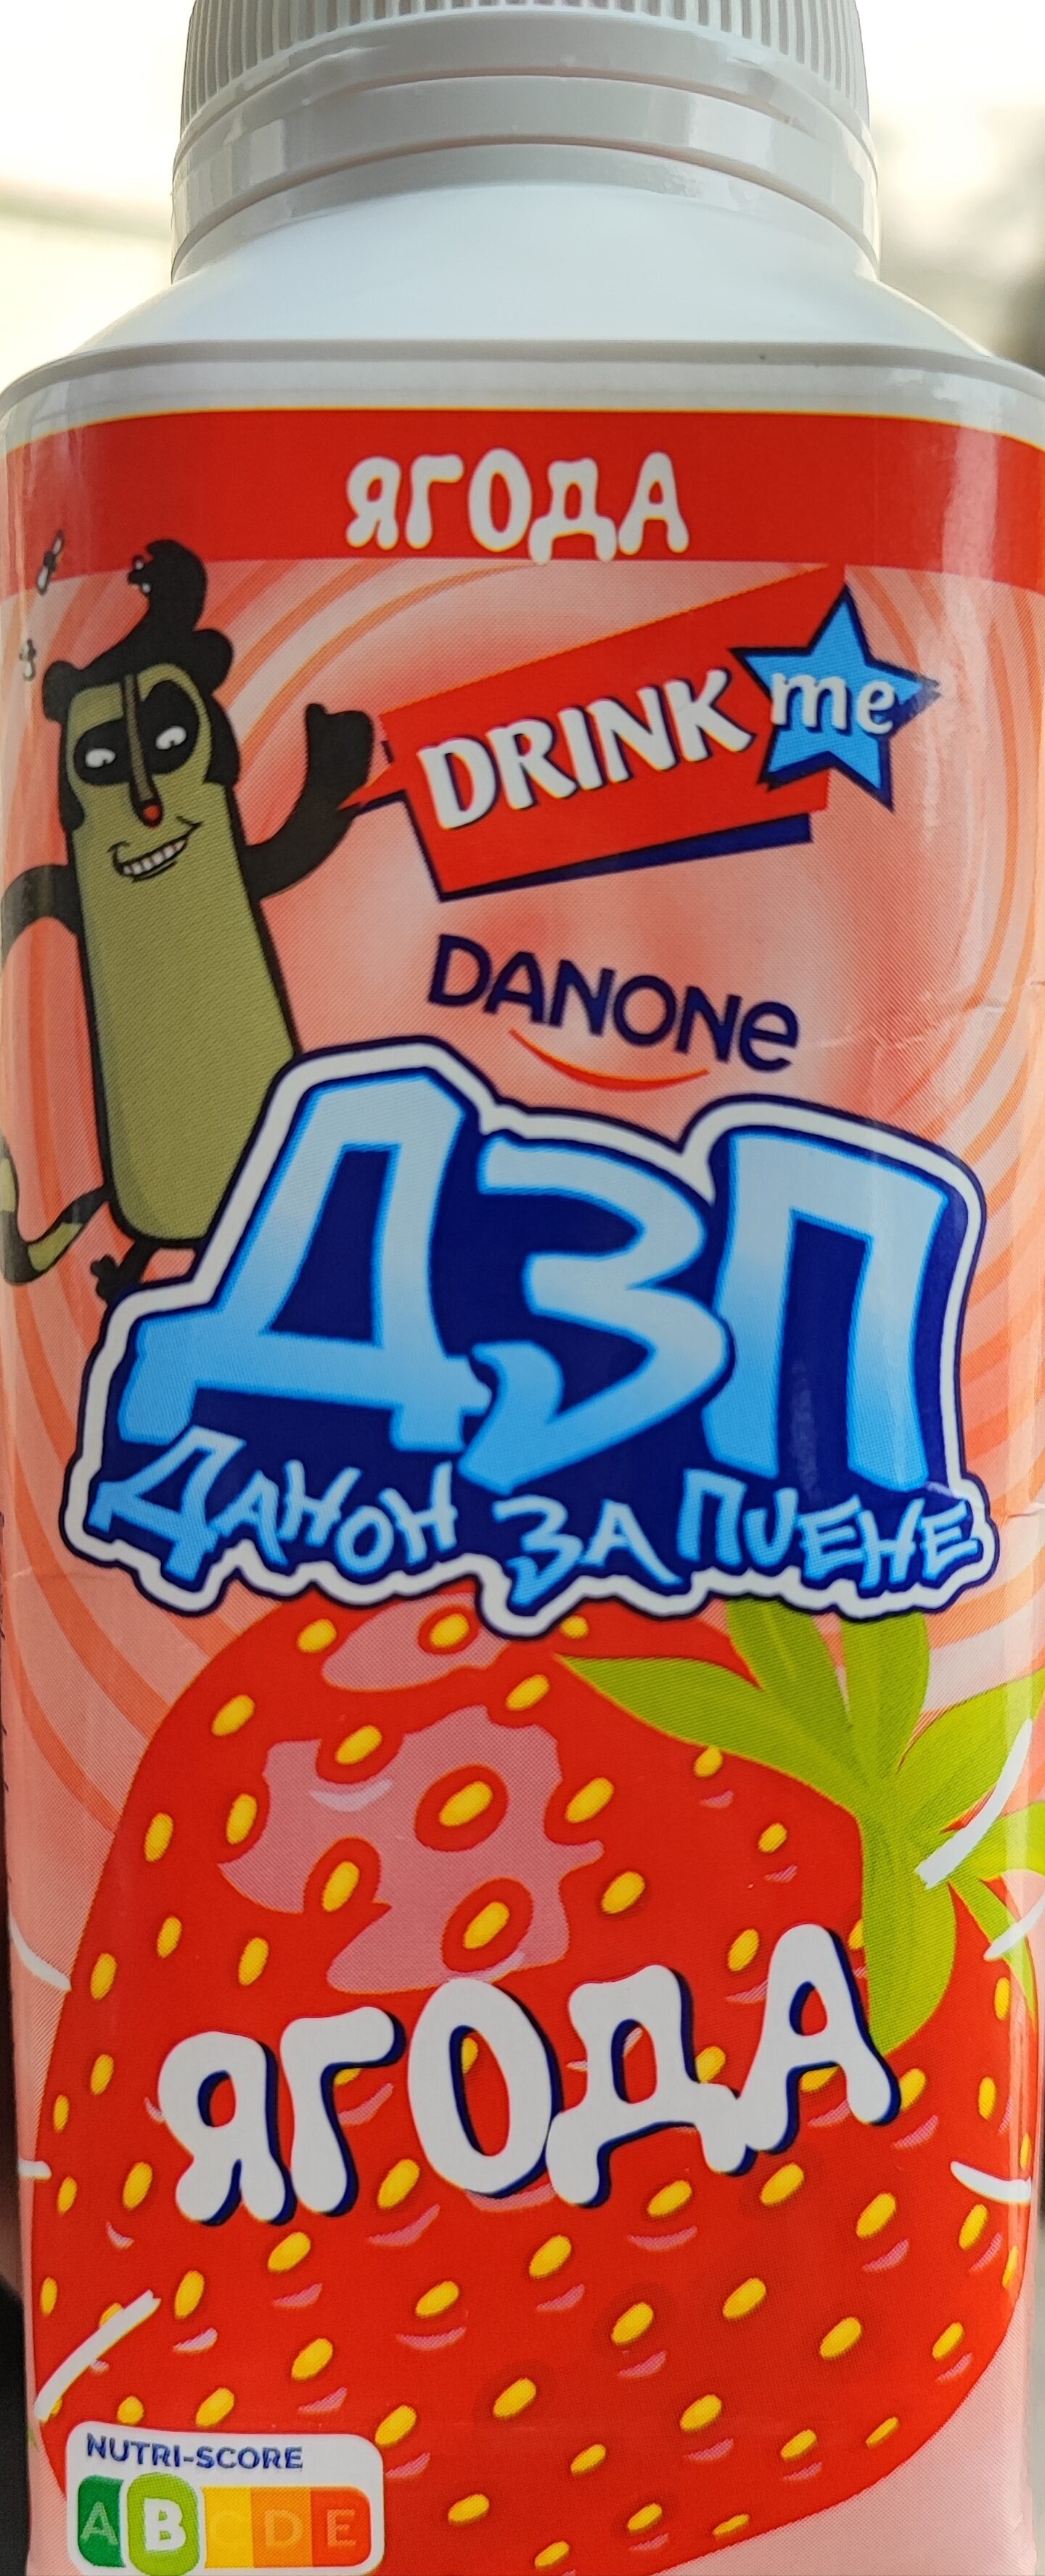 ЯГОДА
DRINK me
DANONE
ДЗП
ДАНОН ЗА ПИЕНЕ
ЯГОДА
NUTRI-SCORE
A B C D E